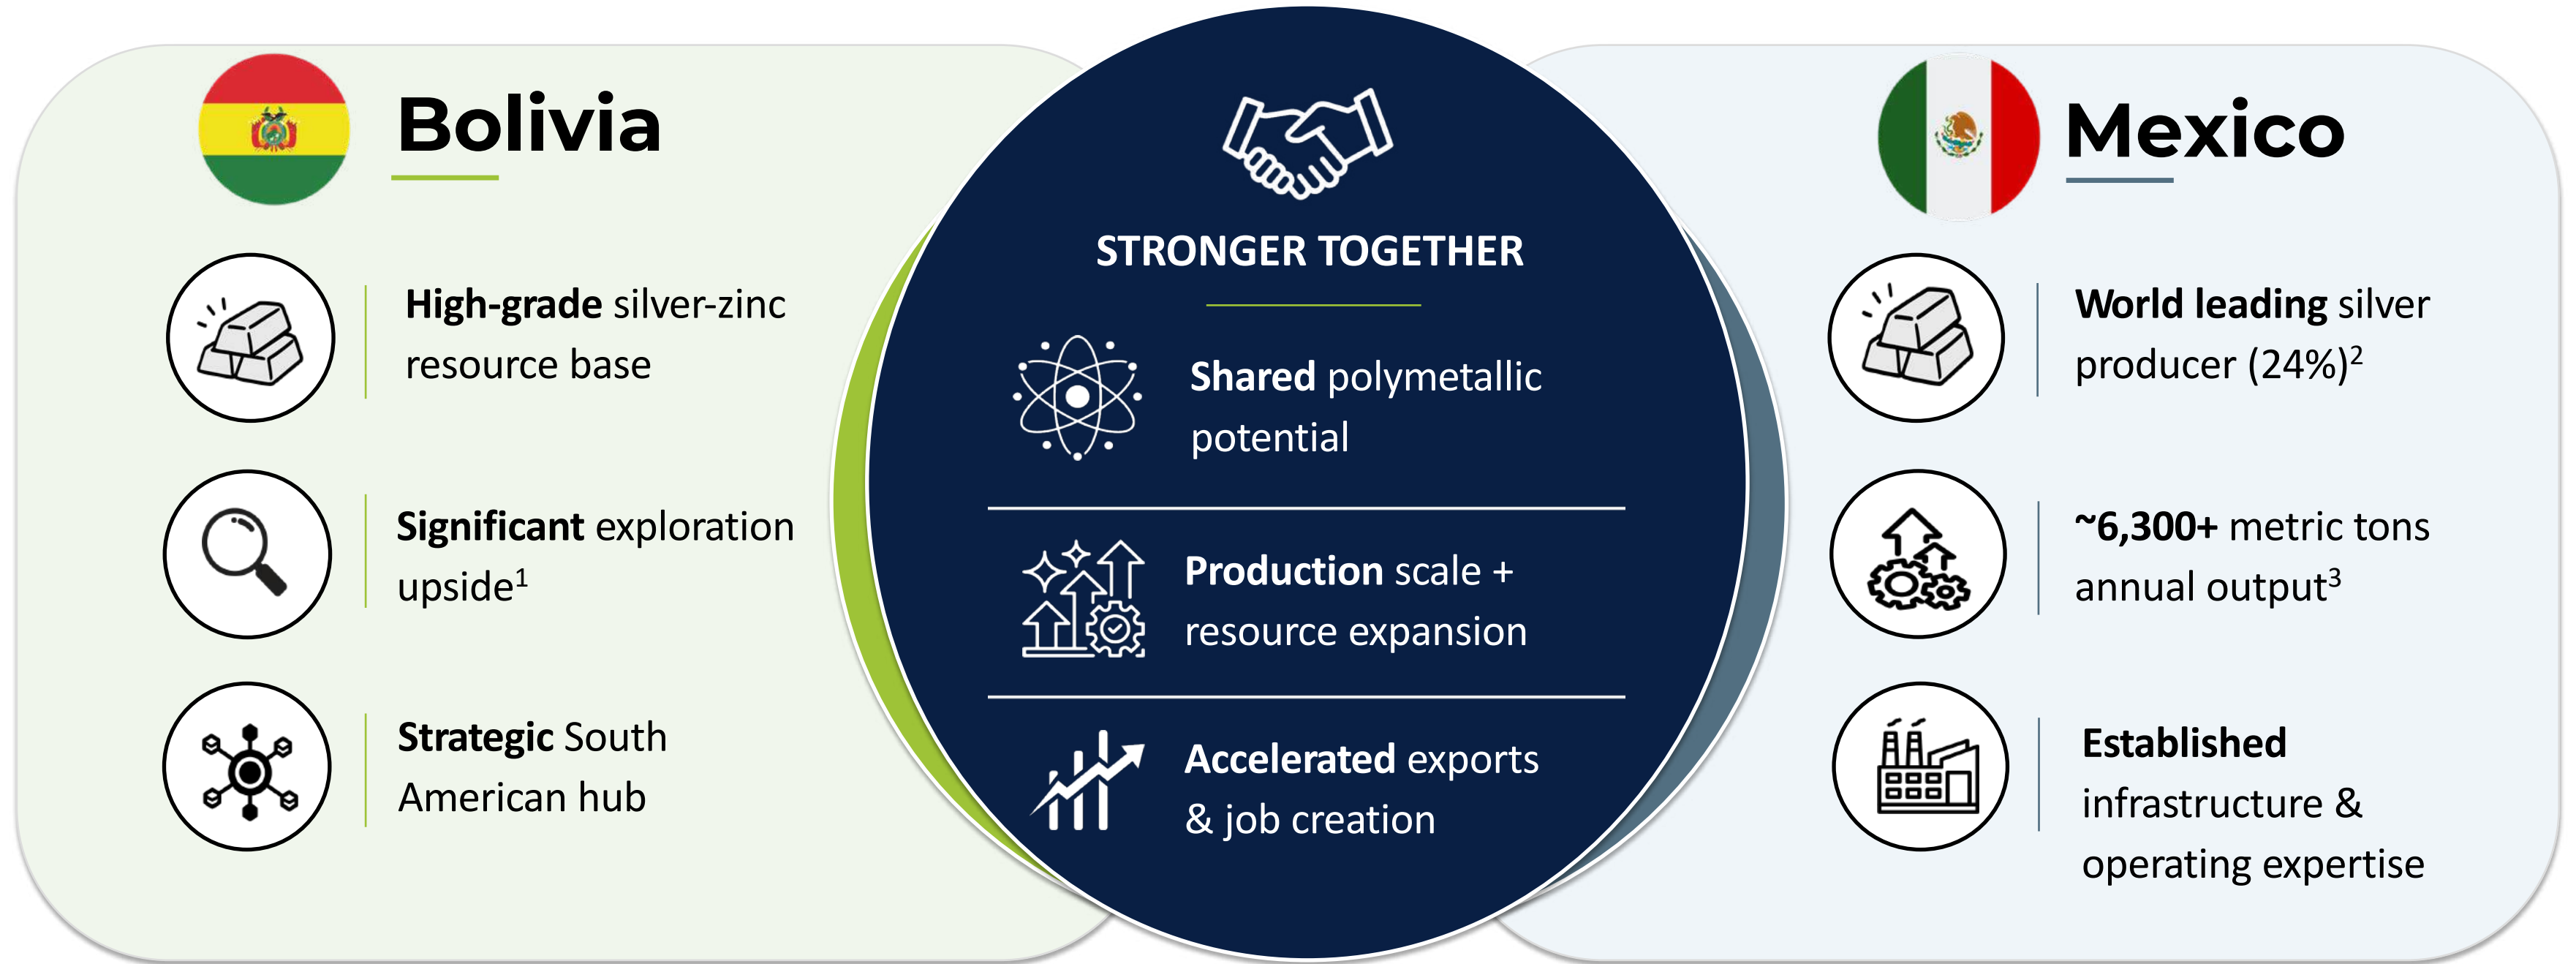 Bolivia
High-grade silver-zinc
resource base
Significant exploration
upside¹
Strategic South
American hub
STRONGER TOGETHER
Shared polymetallic
potential
Production scale +
resource expansion
Accelerated exports
& job creation
Mexico
World leading silver
producer (24%)²
~6,300+ metric tons
annual output³
Established
infrastructure &
operating expertise